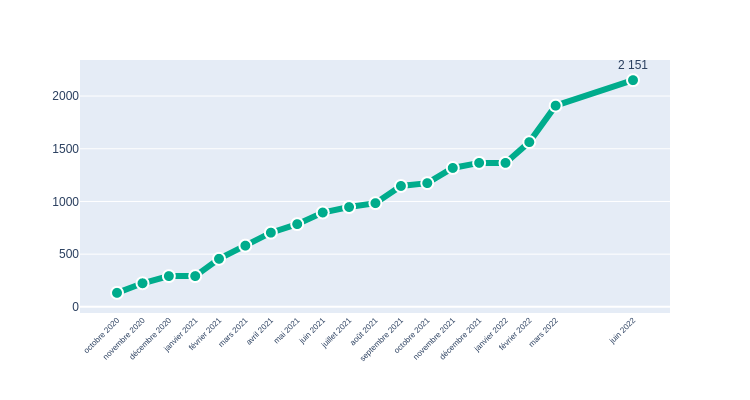 2 151
2000
1500
1000
500
0
octobre 2020
novembre 2020
décembre 2020
janvier 2021
février 2021
mars 2021
avril 2021
mai 2021
juin 2021
juillet 2021
août 2021
septembre 2021
octobre 2021
novembre 2021
décembre 2021
janvier 2022
février 2022
mars 2022
juin 2022